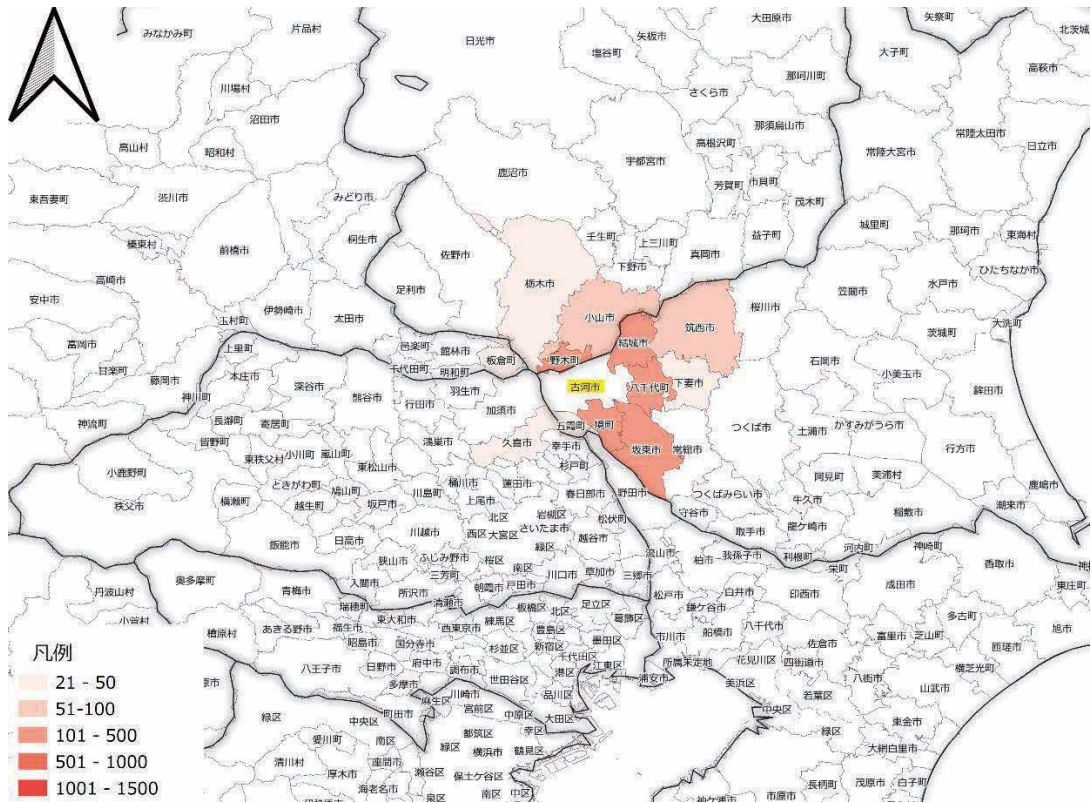 みなかみ町
片品村
日光市
大田原市
矢板市
塩谷町
矢祭町
大子町
北茨城
高萩市
那珂川町
さくら市
川場村
沼田市
那須烏山市
高根沢町
常陸太田市
高山村
昭和村
宇都宮市
常陸大宮市
日立市
鹿沼市
芳賀町
市貝町
東吾妻町
渋川市
みどり市
茂木町
榛東村
前橋市
桐生市
壬生町
上三川町
益子町
城里町
那珂市
東海村
佐野市
下野市
真岡市
高崎市
栃木市
ひたちなか市
安中市
足利市
笠間市
水戸市
伊勢崎市
太田市
小山市
筑西市
桜川市
玉村町
茨城町
大洗町
富岡市
上里町
邑楽町
館林市
板倉町
野木町
結城市
石岡市
小美玉市
甘楽町
藤岡市
本庄市
千代田町
明和町
神川町
深谷市
熊谷市
行田市
羽生市
古河市
八千代町
下妻市
鉾田市
神流町
長瀞町
寄居町
加須市
五霞町
境町
つくば市
土浦市
かすみがうら市
皆野町
鴻巣市
久喜市
幸手市
坂東市
常総市
行方市
小鹿野町
東秩父村
小川町
嵐山町
東松山市
杉戸町
ときがわ町
鳩山町
桶川市
蓮田市
阿見町
美浦村
秩父市
横瀬町
越生町
坂戸市
川島町
上尾市
春日部市
野田市
つくばみらい市
牛久市
鹿嶋市
北区
岩槻区
松伏町
守谷市
龍ケ崎市
稲敷市
潮来市
川越市
西区
大宮区
さいたま市
越谷市
取手市
飯能市
日高市
緑区
流山市
河内町
神崎町
狭山市
ふじみ野市
桜区
南区
柏市
我孫子市
利根町
栄町
香取市
丹波山村
奥多摩町
青梅市
入間市
三芳町
所沢市
朝霞市
戸田市
川口市
草加市
三郷市
松戸市
白井市
印西市
成田市
東庄町
小菅村
瑞穂町
清瀬市
板橋区
北区
足立区
鎌ケ谷市
多古町
檜原村
あきる野市
福生市
東大和市
西東京市
練馬区
豊島区
葛飾区
船橋市
八千代市
富里市
芝山町
旭市
凡例
昭島市
国分寺市
杉並区
新宿区
墨田区
市川市
佐倉市
匝瑳市
八王子市
日野市
府中市
調布市
千代田区
江東区
所属未定地
花見川区
四街道市
横芝光町
21 - 50
多摩市
世田谷区
港区
浦安市
美浜区
八街市
山武市
麻生区
川崎市
品川区
若葉区
51-100
緑区
中央区
町田市
宮前区
中原区
大田区
中央区
東金市
101 - 500
愛川町
南区
都筑区
幸区
緑区
大網白里市
清川村
座間市
緑区
横浜市
鶴見区
501 - 1000
厚木市
瀬谷区
保土ケ谷区
長柄町
茂原市
白子町
1001 - 1500
海老名市
泉区
南区
中区
袖ケ浦市
市原市